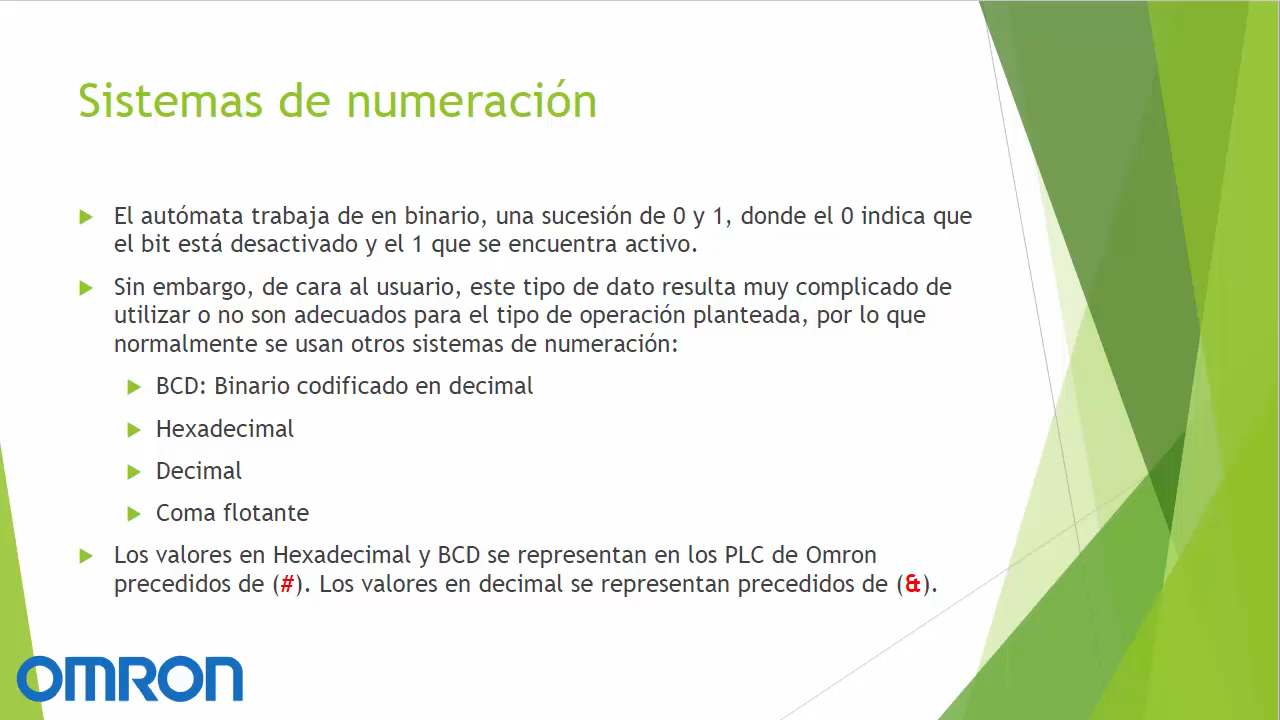 Sistemas de numeración
El autómata trabaja de en binario, una sucesión de 0 y 1, donde el 0 indica que
el bit está desactivado y el 1 que se encuentra activo.
Sin embargo, de cara al usuario, este tipo de dato resulta muy complicado de
utilizar o no son adecuados para el tipo de operación planteada, por lo que
normalmente se usan otros sistemas de numeración:
BCD: Binario codificado en decimal
Hexadecimal
Decimal
Coma flotante
Los valores en Hexadecimal y BCD se representan en los PLC de Omron
precedidos de (#). Los valores en decimal se representan precedidos de (&).
OMRON